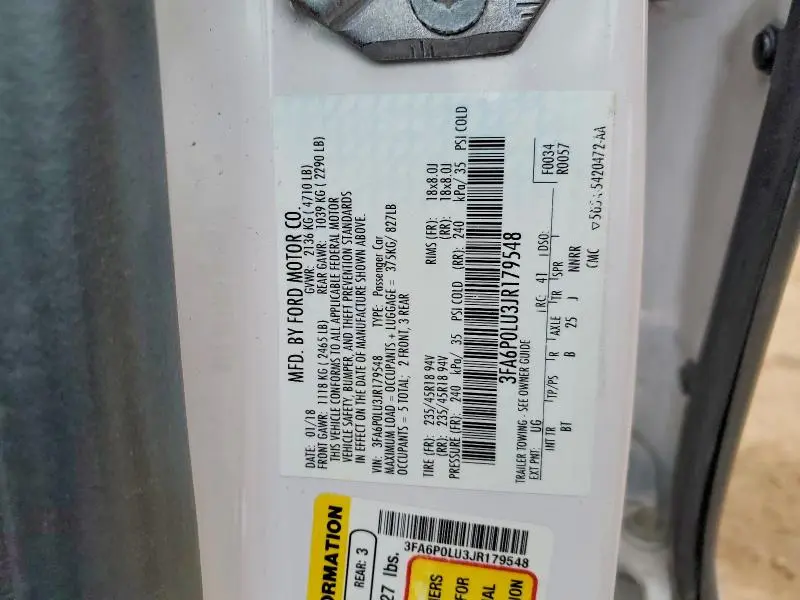 MFD. BY FORD MOTOR CO.
DATE: 01/18 GVWR: 2136 KG ( 4710 LB)
FRONT GAWR: 1118 KG ( 2465 LB) REAR GAWR: 1039 KG ( 2290 LB)
THIS VEHICLE CONFORMS TO ALL APPLICABLE FEDERAL MOTOR
VEHICLE SAFETY, BUMPER, AND THEFT PREVENTION STANDARDS
IN EFFECT ON THE DATE OF MANUFACTURE SHOWN ABOVE.
VIN: 3FA6P0LU3JR179548 TYPE: Passenger Car
MAXIMUM LOAD = OCCUPANTS + LUGGAGE = 375KG/ 827LB
OCCUPANTS = 5 TOTAL; 2 FRONT, 3 REAR
TIRE (FR): 235/45R18 94V RIMS (FR): 18x8.0J
(RR): 235/45R18 94V (RR): 18x8.0J
PRESSURE (FR): 240 kPa/ 35 PSI COLD (RR): 240 kPa/ 35 PSI COLD
3FA6P0LU3JR179548
TRAILER TOWING - SEE OWNER GUIDE F0034
EXT PNT: UG RC: 41 DSO: R0057
INT TR TP/PS R AXLE TR SPR
BT B 25 J NNRR
CMC 5420472-AA
ORMATION
REAR: 3
27 lbs.
3FA6P0LU3JR179548